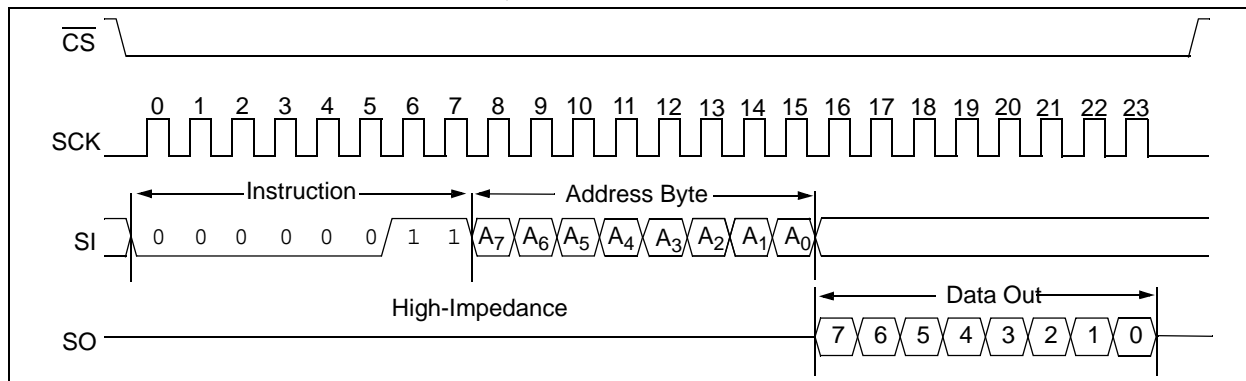 CS
0 1 2 3 4 5 6 7 8 9 10 11 12 13 14 15 16 17 18 19 20 21 22 23
SCK
Instruction Address Byte
SI 0 0 0 0 0 0 1 1 A7 A6 A5 A4 A3 A2 A1 A0
High-Impedance Data Out
SO 7 6 5 4 3 2 1 0